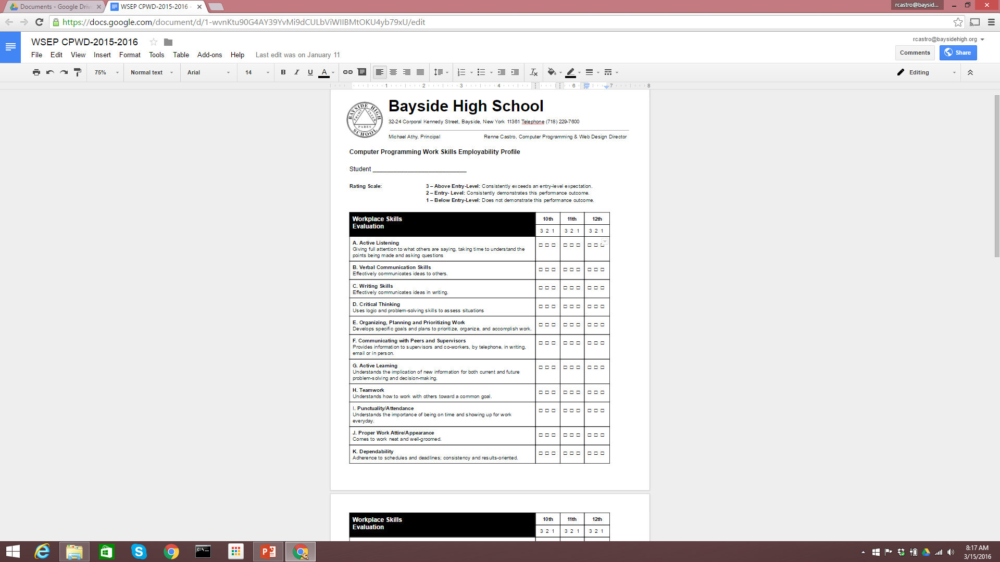 Documents - Google Driv
WSEP CPWD-2015-2016 -
rcastro@baysid...
https://docs.google.com/document/d/1-wvnKtu90G4AY39YvMi9dCULbViWIIBMtOKU4yb79xU/edit
WSEP CPWD-2015-2016
rcastro@baysidehigh.org
File Edit View Insert Format Tools Table Add-ons Help Last edit was on January 11
Comments Share
75% Normal text Arial 14 B I U A Editing
1 2 3 4 6 7 8
BAYSIDE HIGH SCHOOL
PRIMI INTER PARES
Bayside High School
32-24 Corporal Kennedy Street, Bayside, New York 11361 Telephone (718) 229-7600
Michael Athy, Principal Renne Castro, Computer Programming & Web Design Director
Computer Programming Work Skills Employability Profile
Student ___________________________
Rating Scale: 3 – Above Entry-Level: Consistently exceeds an entry-level expectation.
2 – Entry- Level: Consistently demonstrates this performance outcome.
1 – Below Entry-Level: Does not demonstrate this performance outcome.
Workplace Skills 10th 11th 12th
Evaluation 3 2 1 3 2 1 3 2 1
A. Active Listening
Giving full attention to what others are saying, taking time to understand the
points being made and asking questions
B. Verbal Communication Skills
Effectively communicates ideas to others.
C. Writing Skills
Effectively communicates ideas in writing.
D. Critical Thinking
Uses logic and problem-solving skills to assess situations
E. Organizing, Planning and Prioritizing Work
Develops specific goals and plans to prioritize, organize, and accomplish work.
F. Communicating with Peers and Supervisors
Provides information to supervisors and co-workers, by telephone, in writing,
email or in person.
G. Active Learning
Understands the implication of new information for both current and future
problem-solving and decision-making.
H. Teamwork
Understands how to work with others toward a common goal.
I. Punctuality/Attendance
Understands the importance of being on time and showing up for work
everyday.
J. Proper Work Attire/Appearance
Comes to work neat and well-groomed.
K. Dependability
Adherence to schedules and deadlines; consistency and results-oriented.
Workplace Skills 10th 11th 12th
Evaluation 3 2 1 3 2 1 3 2 1
8:17 AM
3/15/2016